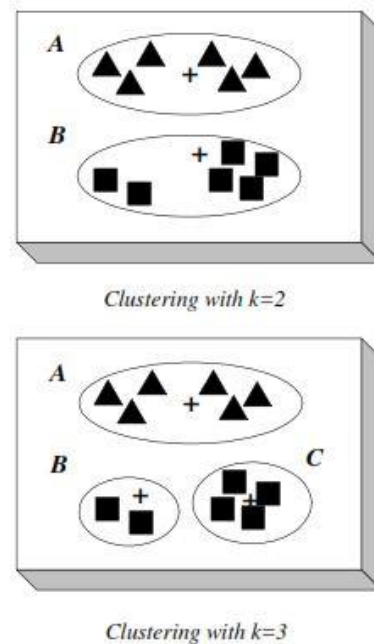 A
B
Clustering with k=2
A
B
C
Clustering with k=3